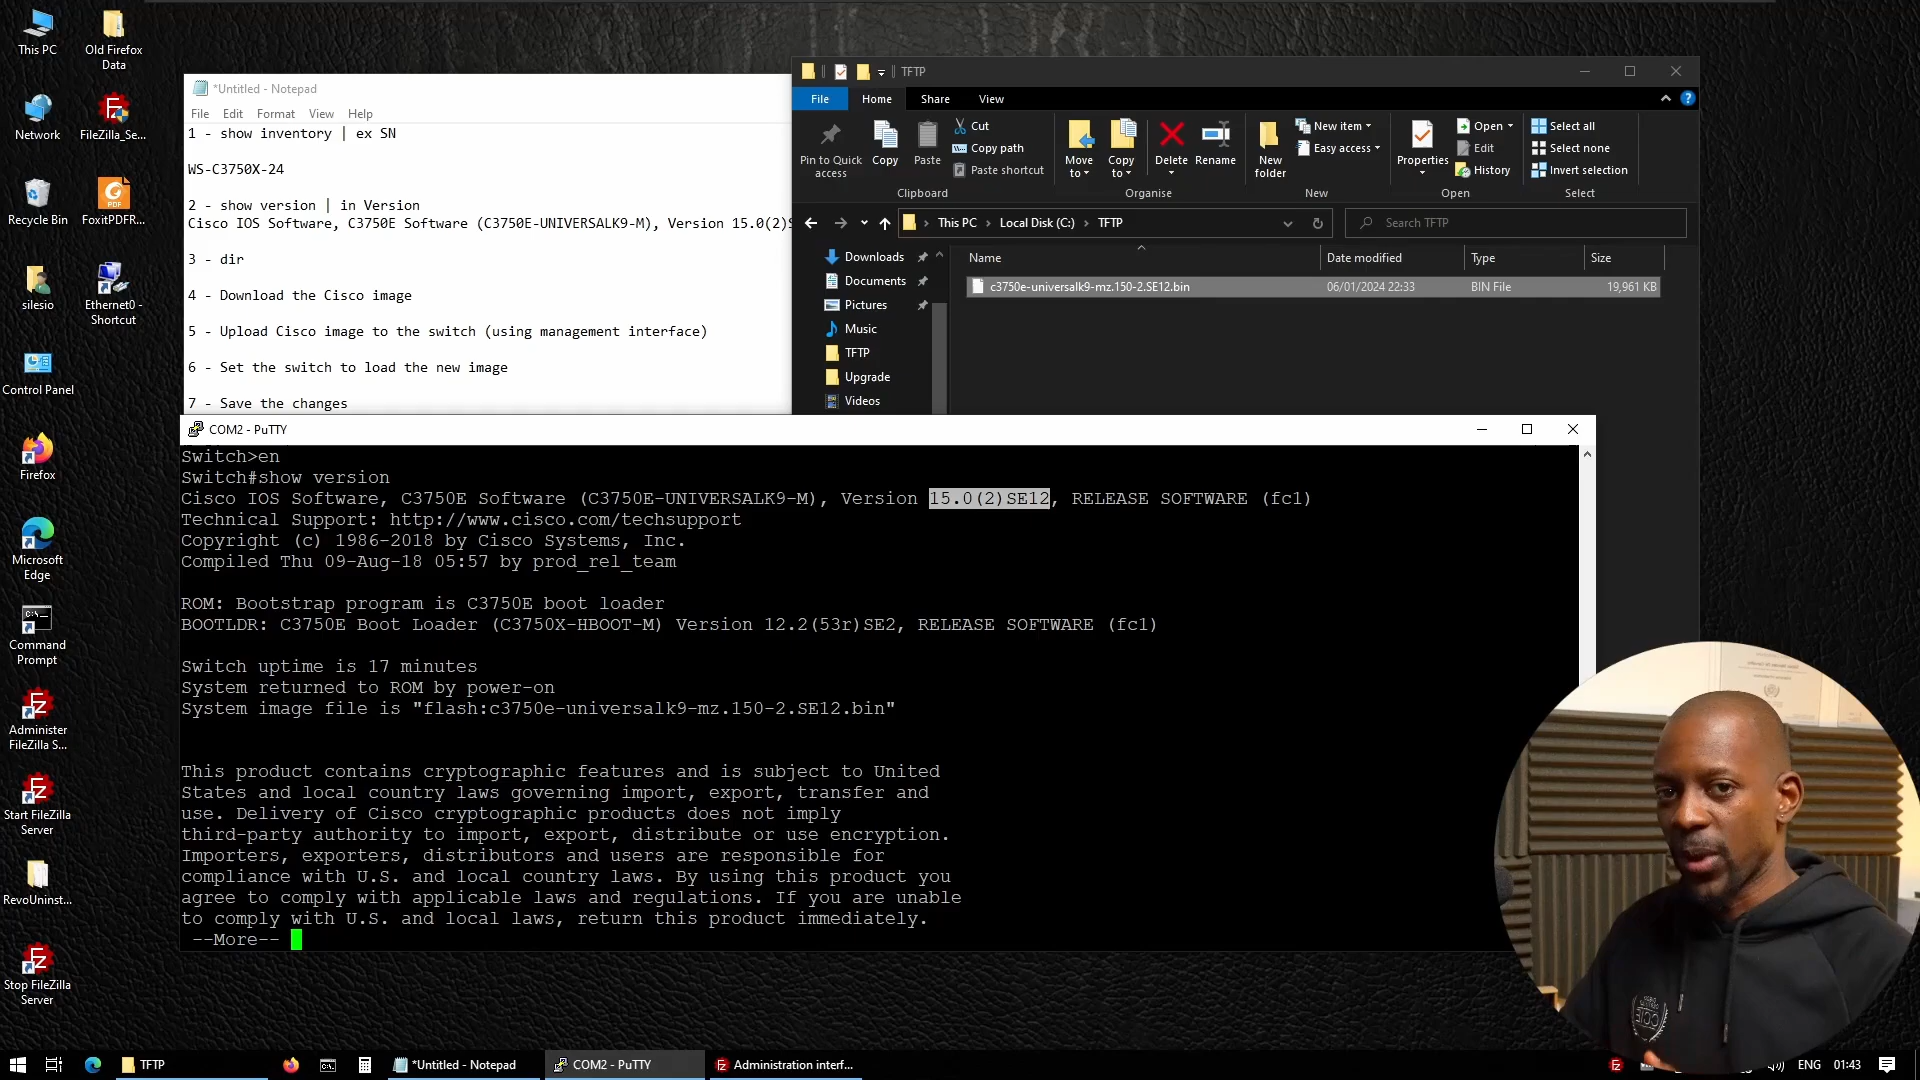 This PC
Old Firefox
Data
Network
FileZilla_Se...
Recycle Bin
FoxitPDFR...
silesio
Ethernet0 -
Shortcut
Control Panel
Firefox
Microsoft
Edge
Command
Prompt
Administer
FileZilla S...
Start FileZilla
Server
RevoUninst...
Stop FileZilla
Server
*Untitled - Notepad
File Edit Format View Help
1 - show inventory | ex SN
WS-C3750X-24
2 - show version | in Version
Cisco IOS Software, C3750E Software (C3750E-UNIVERSALK9-M), Version 15.0(2)S
3 - dir
4 - Download the Cisco image
5 - Upload Cisco image to the switch (using management interface)
6 - Set the switch to load the new image
7 - Save the changes
TFTP
File Home Share View
Pin to Quick
access
Copy
Paste
Cut
Copy path
Paste shortcut
Clipboard
Move
to
Copy
to
Delete
Rename
Organise
New
folder
New item
Easy access
New
Properties
Open
Edit
History
Open
Select all
Select none
Invert selection
Select
This PC Local Disk (C:) TFTP
Search TFTP
Downloads
Documents
Pictures
Music
TFTP
Upgrade
Videos
Name Date modified Type Size
c3750e-universalk9-mz.150-2.SE12.bin 06/01/2024 22:33 BIN File 19,961 KB
COM2 - PuTTY
Switch>en
Switch#show version
Cisco IOS Software, C3750E Software (C3750E-UNIVERSALK9-M), Version 15.0(2)SE12, RELEASE SOFTWARE (fc1)
Technical Support: http://www.cisco.com/techsupport
Copyright (c) 1986-2018 by Cisco Systems, Inc.
Compiled Thu 09-Aug-18 05:57 by prod_rel_team
ROM: Bootstrap program is C3750E boot loader
BOOTLDR: C3750E Boot Loader (C3750X-HBOOT-M) Version 12.2(53r)SE2, RELEASE SOFTWARE (fc1)
Switch uptime is 17 minutes
System returned to ROM by power-on
System image file is "flash:c3750e-universalk9-mz.150-2.SE12.bin"
This product contains cryptographic features and is subject to United
States and local country laws governing import, export, transfer and
use. Delivery of Cisco cryptographic products does not imply
third-party authority to import, export, distribute or use encryption.
Importers, exporters, distributors and users are responsible for
compliance with U.S. and local country laws. By using this product you
agree to comply with applicable laws and regulations. If you are unable
to comply with U.S. and local laws, return this product immediately.
--More--
TFTP
*Untitled - Notepad
COM2 - PuTTY
Administration interf...
ENG 01:43
CCIE